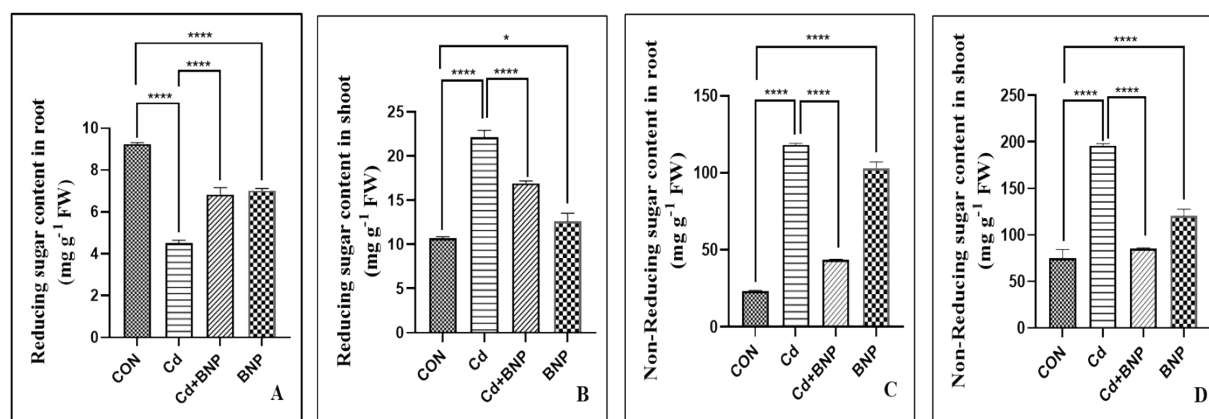 Reducing sugar content in root
(mg g⁻¹ FW)
10
8
6
4
2
0
****
****
****
CON
Cd
Cd+BNP
BNP
A
Reducing sugar content in shoot
(mg g⁻¹ FW)
25
20
15
10
5
0
*
****
****
CON
Cd
Cd+BNP
BNP
B
Non-Reducing sugar content in root
(mg g⁻¹ FW)
150
100
50
0
****
****
****
CON
Cd
Cd+BNP
BNP
C
Non-Reducing sugar content in shoot
(mg g⁻¹ FW)
250
200
150
100
50
0
****
****
****
CON
Cd
Cd+BNP
BNP
D